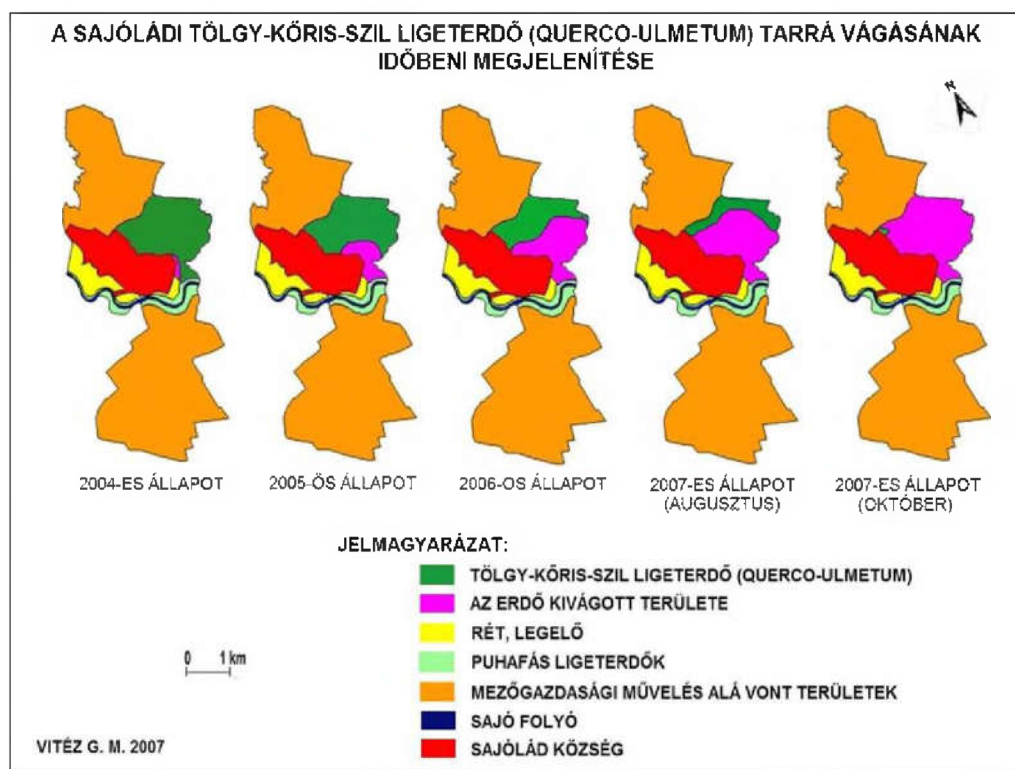 A SAJÓLÁDI TÖLGY-KŐRIS-SZIL LIGETERDŐ (QUERCO-ULMETUM) TARRÁ VÁGÁSÁNAK
IDŐBENI MEGJELENÍTÉSE
N
2004-ES ÁLLAPOT
2005-ÖS ÁLLAPOT
2006-OS ÁLLAPOT
2007-ES ÁLLAPOT
(AUGUSZTUS)
2007-ES ÁLLAPOT
(OKTÓBER)
JELMAGYARÁZAT:
TÖLGY-KŐRIS-SZIL LIGETERDŐ (QUERCO-ULMETUM)
AZ ERDŐ KIVÁGOTT TERÜLETE
RÉT, LEGELŐ
PUHAFÁS LIGETERDŐK
MEZŐGAZDASÁGI MŰVELÉS ALÁ VONT TERÜLETEK
SAJÓ FOLYÓ
SAJÓLÁD KÖZSÉG
0 1 km
VITÉZ G. M. 2007